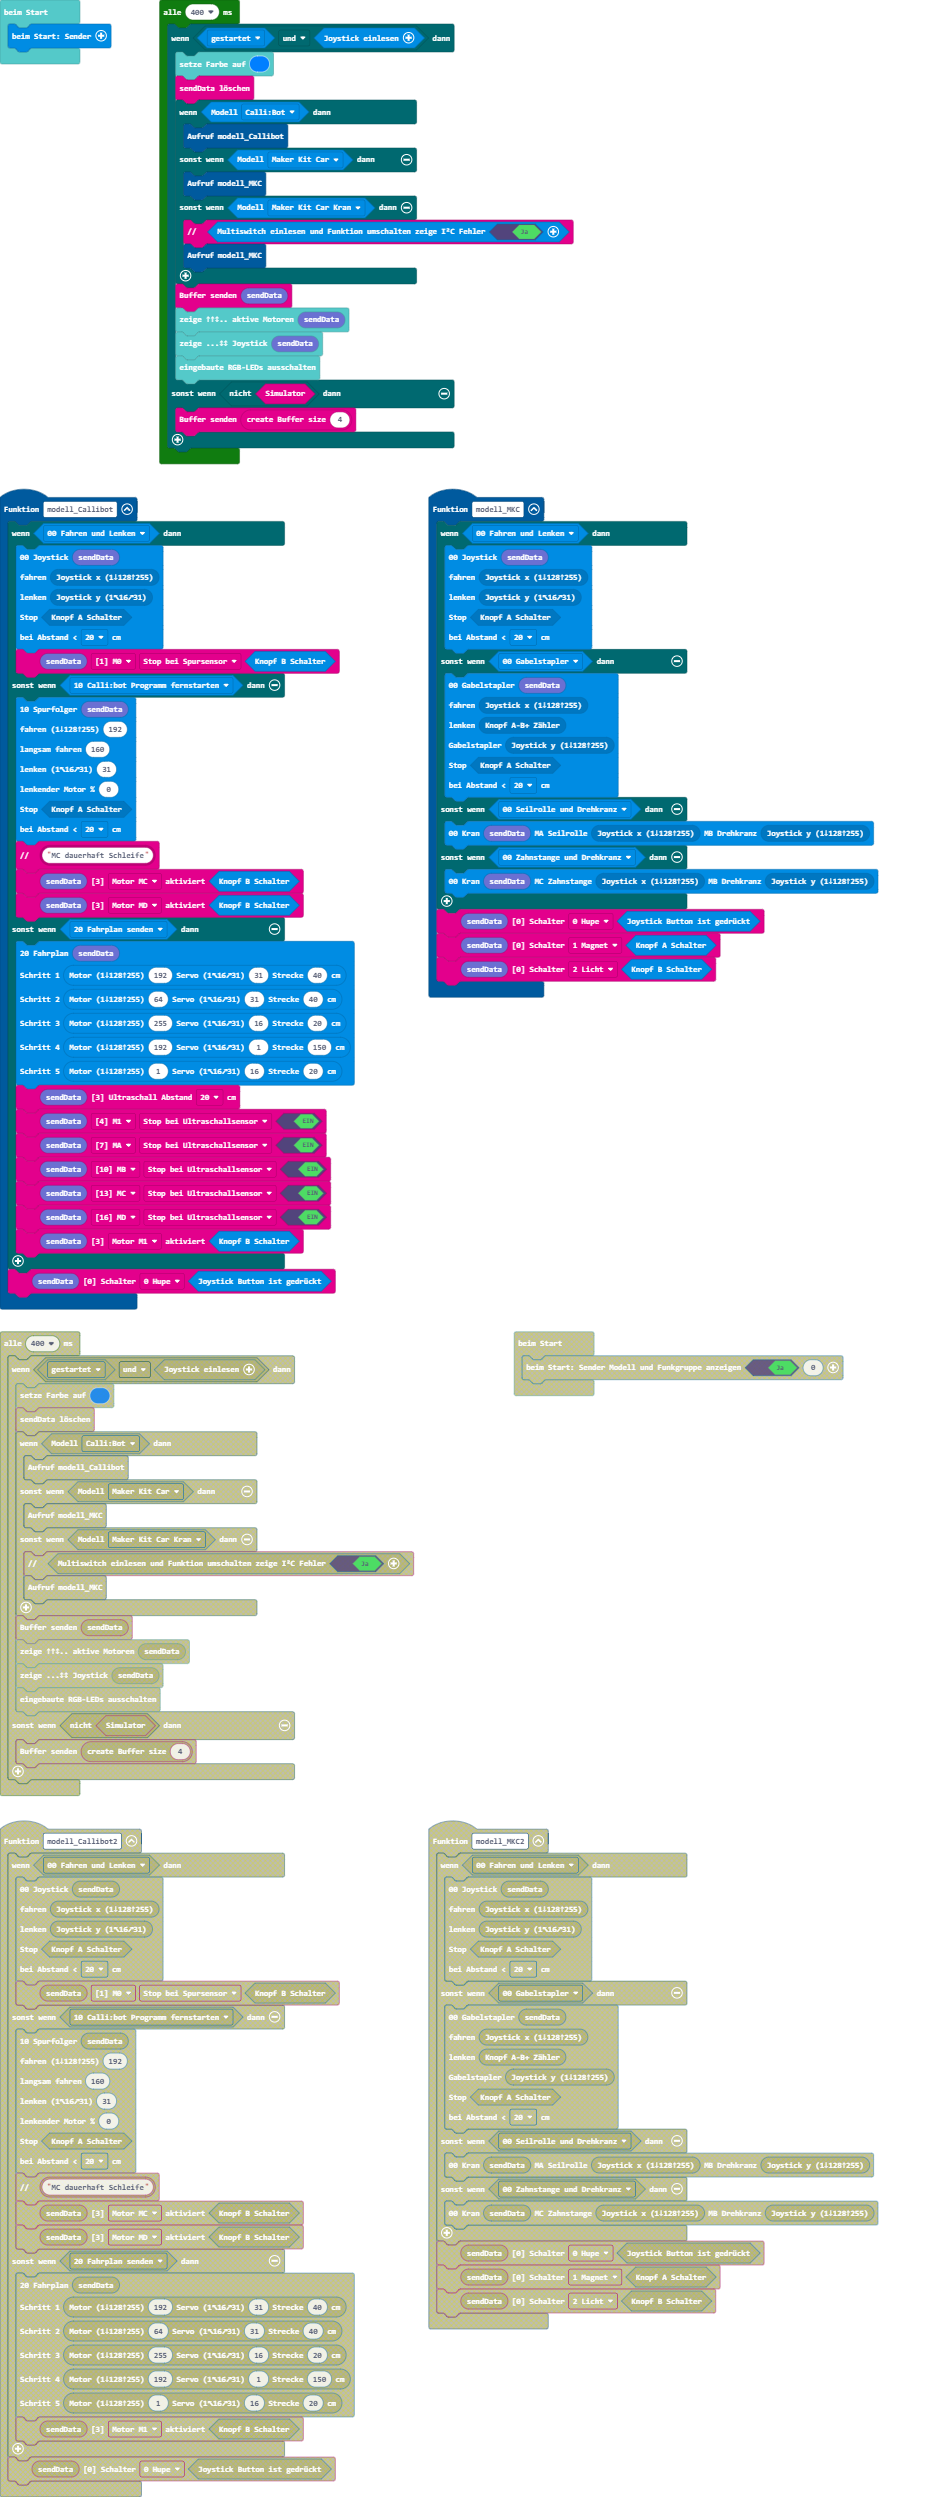 beim Start
beim Start: Sender
alle 400 ms
wenn gestartet und Joystick einlesen dann
setze Farbe auf
sendData löschen
wenn Modell Calli:Bot dann
Aufruf modell_Callibot
sonst wenn Modell Maker Kit Car dann
Aufruf modell_MKC
sonst wenn Modell Maker Kit Car Kran dann
// Multiswitch einlesen und Funktion umschalten zeige I²C Fehler Ja
Aufruf modell_MKC
Buffer senden sendData
zeige ↑↑↕.. aktive Motoren sendData
zeige ...↕↕ Joystick sendData
eingebaute RGB-LEDs ausschalten
sonst wenn nicht Simulator dann
Buffer senden create Buffer size 4
Funktion modell_Callibot
wenn 00 Fahren und Lenken dann
00 Joystick sendData
fahren Joystick x (1↓128↑255)
lenken Joystick y (1↖16↗31)
Stop Knopf A Schalter
bei Abstand < 20 cm
sendData [1] M0 Stop bei Spursensor Knopf B Schalter
sonst wenn 10 Calli:bot Programm fernstarten dann
10 Spurfolger sendData
fahren (1↓128↑255) 192
langsam fahren 160
lenken (1↖16↗31) 31
lenkender Motor % 0
Stop Knopf A Schalter
bei Abstand < 20 cm
// "MC dauerhaft Schleife"
sendData [3] Motor MC aktiviert Knopf B Schalter
sendData [3] Motor MD aktiviert Knopf B Schalter
sonst wenn 20 Fahrplan senden dann
20 Fahrplan sendData
Schritt 1 Motor (1↓128↑255) 192 Servo (1↖16↗31) 31 Strecke 40 cm
Schritt 2 Motor (1↓128↑255) 64 Servo (1↖16↗31) 31 Strecke 40 cm
Schritt 3 Motor (1↓128↑255) 255 Servo (1↖16↗31) 16 Strecke 20 cm
Schritt 4 Motor (1↓128↑255) 192 Servo (1↖16↗31) 1 Strecke 150 cm
Schritt 5 Motor (1↓128↑255) 1 Servo (1↖16↗31) 16 Strecke 20 cm
sendData [3] Ultraschall Abstand 20 cm
sendData [4] M1 Stop bei Ultraschallsensor EIN
sendData [7] MA Stop bei Ultraschallsensor EIN
sendData [10] MB Stop bei Ultraschallsensor EIN
sendData [13] MC Stop bei Ultraschallsensor EIN
sendData [16] MD Stop bei Ultraschallsensor EIN
sendData [3] Motor M1 aktiviert Knopf B Schalter
sendData [0] Schalter 0 Hupe Joystick Button ist gedrückt
Funktion modell_MKC
wenn 00 Fahren und Lenken dann
00 Joystick sendData
fahren Joystick x (1↓128↑255)
lenken Joystick y (1↖16↗31)
Stop Knopf A Schalter
bei Abstand < 20 cm
sonst wenn 00 Gabelstapler dann
00 Gabelstapler sendData
fahren Joystick x (1↓128↑255)
lenken Knopf A-B+ Zähler
Gabelstapler Joystick y (1↓128↑255)
Stop Knopf A Schalter
bei Abstand < 20 cm
sonst wenn 00 Seilrolle und Drehkranz dann
00 Kran sendData MA Seilrolle Joystick x (1↓128↑255) MB Drehkranz Joystick y (1↓128↑255)
sonst wenn 00 Zahnstange und Drehkranz dann
00 Kran sendData MC Zahnstange Joystick x (1↓128↑255) MB Drehkranz Joystick y (1↓128↑255)
sendData [0] Schalter 0 Hupe Joystick Button ist gedrückt
sendData [0] Schalter 1 Magnet Knopf A Schalter
sendData [0] Schalter 2 Licht Knopf B Schalter
alle 400 ms
wenn gestartet und Joystick einlesen dann
setze Farbe auf
sendData löschen
wenn Modell Calli:Bot dann
Aufruf modell_Callibot
sonst wenn Modell Maker Kit Car dann
Aufruf modell_MKC
sonst wenn Modell Maker Kit Car Kran dann
// Multiswitch einlesen und Funktion umschalten zeige I²C Fehler Ja
Aufruf modell_MKC
Buffer senden sendData
zeige ↑↑↕.. aktive Motoren sendData
zeige ...↕↕ Joystick sendData
eingebaute RGB-LEDs ausschalten
sonst wenn nicht Simulator dann
Buffer senden create Buffer size 4
beim Start
beim Start: Sender Modell und Funkgruppe anzeigen Ja 0
Funktion modell_Callibot2
wenn 00 Fahren und Lenken dann
00 Joystick sendData
fahren Joystick x (1↓128↑255)
lenken Joystick y (1↖16↗31)
Stop Knopf A Schalter
bei Abstand < 20 cm
sendData [1] M0 Stop bei Spursensor Knopf B Schalter
sonst wenn 10 Calli:bot Programm fernstarten dann
10 Spurfolger sendData
fahren (1↓128↑255) 192
langsam fahren 160
lenken (1↖16↗31) 31
lenkender Motor % 0
Stop Knopf A Schalter
bei Abstand < 20 cm
// "MC dauerhaft Schleife"
sendData [3] Motor MC aktiviert Knopf B Schalter
sendData [3] Motor MD aktiviert Knopf B Schalter
sonst wenn 20 Fahrplan senden dann
20 Fahrplan sendData
Schritt 1 Motor (1↓128↑255) 192 Servo (1↖16↗31) 31 Strecke 40 cm
Schritt 2 Motor (1↓128↑255) 64 Servo (1↖16↗31) 31 Strecke 40 cm
Schritt 3 Motor (1↓128↑255) 255 Servo (1↖16↗31) 16 Strecke 20 cm
Schritt 4 Motor (1↓128↑255) 192 Servo (1↖16↗31) 1 Strecke 150 cm
Schritt 5 Motor (1↓128↑255) 1 Servo (1↖16↗31) 16 Strecke 20 cm
sendData [3] Motor M1 aktiviert Knopf B Schalter
sendData [0] Schalter 0 Hupe Joystick Button ist gedrückt
Funktion modell_MKC2
wenn 00 Fahren und Lenken dann
00 Joystick sendData
fahren Joystick x (1↓128↑255)
lenken Joystick y (1↖16↗31)
Stop Knopf A Schalter
bei Abstand < 20 cm
sonst wenn 00 Gabelstapler dann
00 Gabelstapler sendData
fahren Joystick x (1↓128↑255)
lenken Knopf A-B+ Zähler
Gabelstapler Joystick y (1↓128↑255)
Stop Knopf A Schalter
bei Abstand < 20 cm
sonst wenn 00 Seilrolle und Drehkranz dann
00 Kran sendData MA Seilrolle Joystick x (1↓128↑255) MB Drehkranz Joystick y (1↓128↑255)
sonst wenn 00 Zahnstange und Drehkranz dann
00 Kran sendData MC Zahnstange Joystick x (1↓128↑255) MB Drehkranz Joystick y (1↓128↑255)
sendData [0] Schalter 0 Hupe Joystick Button ist gedrückt
sendData [0] Schalter 1 Magnet Knopf A Schalter
sendData [0] Schalter 2 Licht Knopf B Schalter